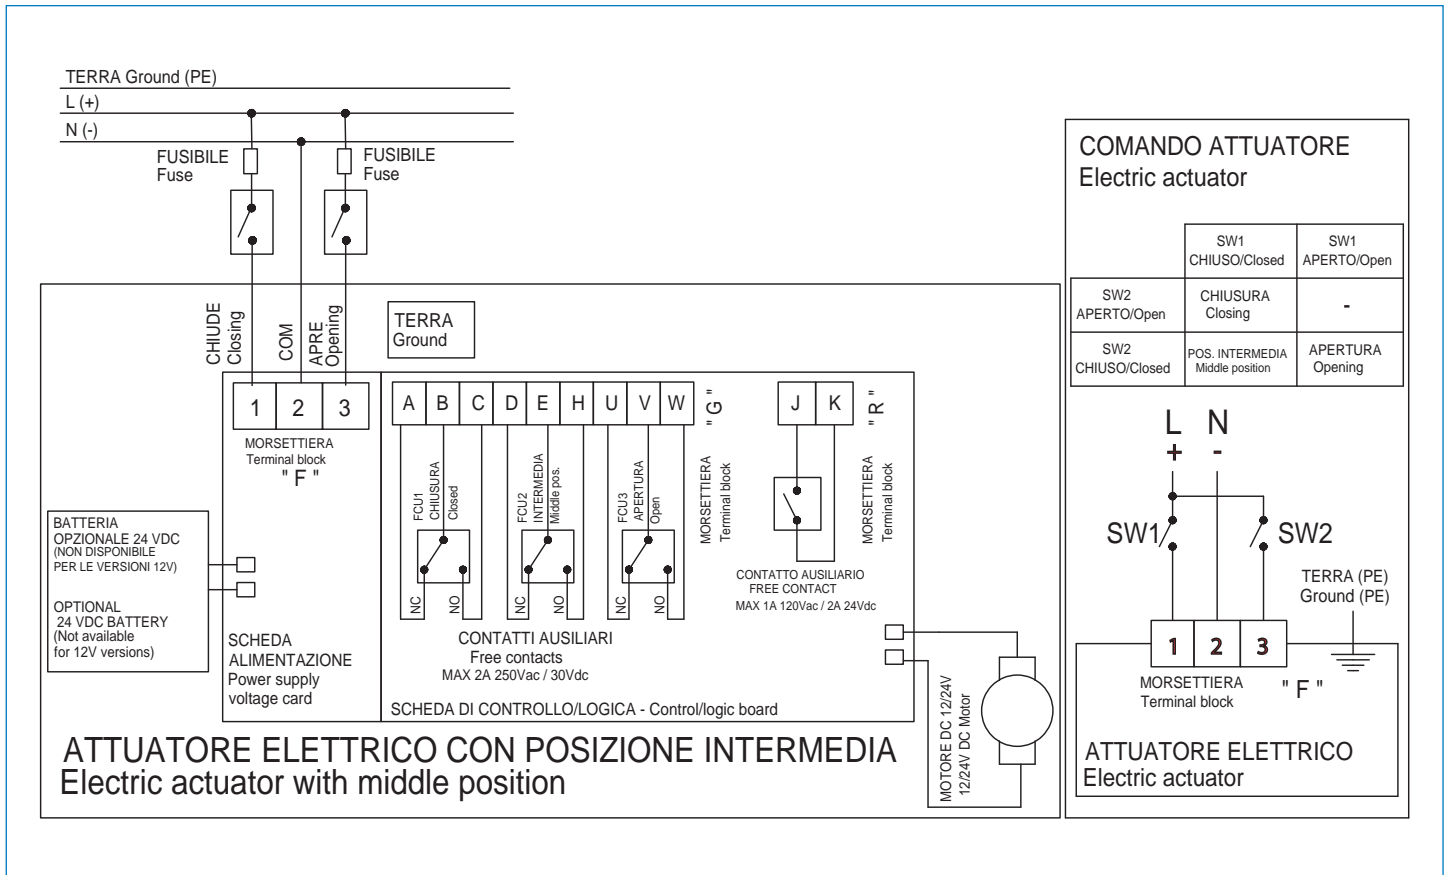 TERRA Ground (PE)
L (+)
N (-)
FUSIBILE
Fuse
FUSIBILE
Fuse
CHIUDE
Closing
COM
APRE
Opening
TERRA
Ground
1 2 3
MORSETTIERA
Terminal block
" F "
A B C D E H U V W
" G "
MORSETTIERA
Terminal block
J K
" R "
MORSETTIERA
Terminal block
FCU1
CHIUSURA
Closed
FCU2
INTERMEDIA
Middle pos.
FCU3
APERTURA
Open
NC NO NC NO NC NO
CONTATTI AUSILIARI
Free contacts
MAX 2A 250Vac / 30Vdc
CONTATTO AUSILIARIO
FREE CONTACT
MAX 1A 120Vac / 2A 24Vdc
BATTERIA
OPZIONALE 24 VDC
(NON DISPONIBILE
PER LE VERSIONI 12V)
OPTIONAL
24 VDC BATTERY
(Not available
for 12V versions)
SCHEDA
ALIMENTAZIONE
Power supply
voltage card
SCHEDA DI CONTROLLO/LOGICA - Control/logic board
MOTORE DC 12/24V
12/24V DC Motor
ATTUATORE ELETTRICO CON POSIZIONE INTERMEDIA
Electric actuator with middle position
COMANDO ATTUATORE
Electric actuator
SW1
CHIUSO/Closed
SW1
APERTO/Open
SW2
APERTO/Open
CHIUSURA
Closing
-
SW2
CHIUSO/Closed
POS. INTERMEDIA
Middle position
APERTURA
Opening
L N
+ -
SW1
SW2
TERRA (PE)
Ground (PE)
1 2 3
MORSETTIERA
Terminal block
" F "
ATTUATORE ELETTRICO
Electric actuator